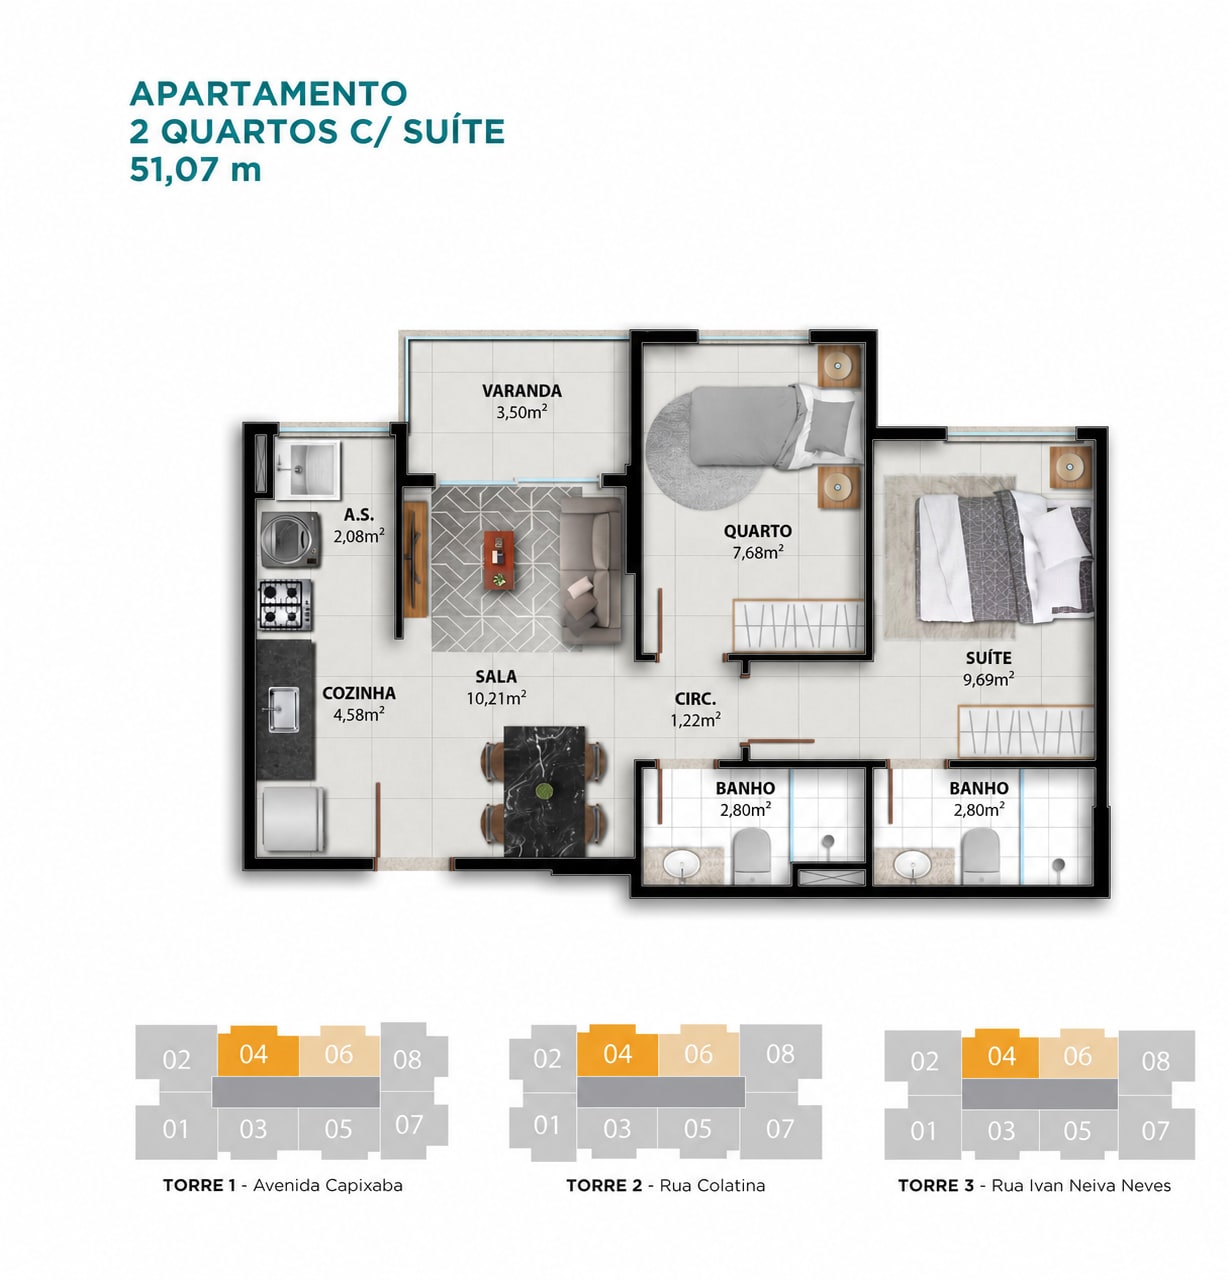 APARTAMENTO
2 QUARTOS C/ SUÍTE
51,07 m
VARANDA
3,50m²
A.S.
2,08m²
QUARTO
7,68m²
SUÍTE
9,69m²
SALA
10,21m²
COZINHA
4,58m²
CIRC.
1,22m²
BANHO
2,80m²
BANHO
2,80m²
02 04 06 08
01 03 05 07
TORRE 1 - Avenida Capixaba
02 04 06 08
01 03 05 07
TORRE 2 - Rua Colatina
02 04 06 08
01 03 05 07
TORRE 3 - Rua Ivan Neiva Neves